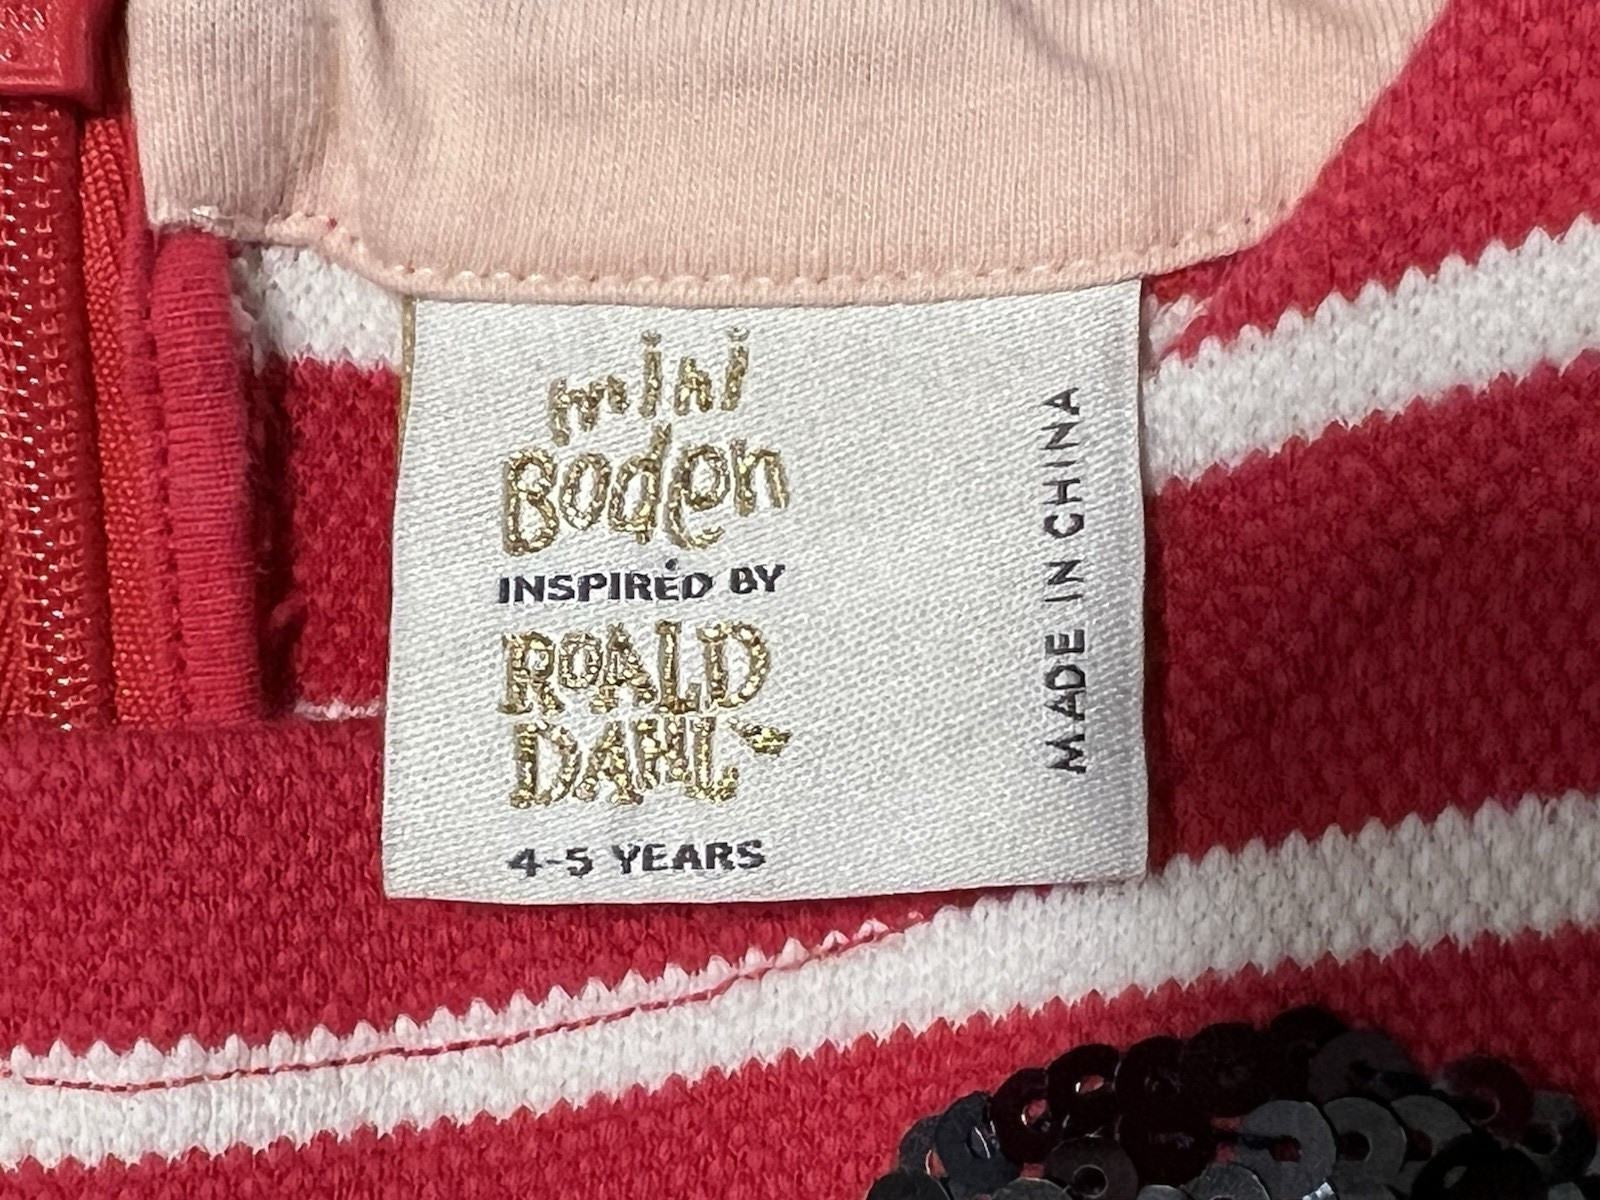 mini
Boden
INSPIRED BY
ROALD
DAHL
4-5 YEARS
MADE IN CHINA